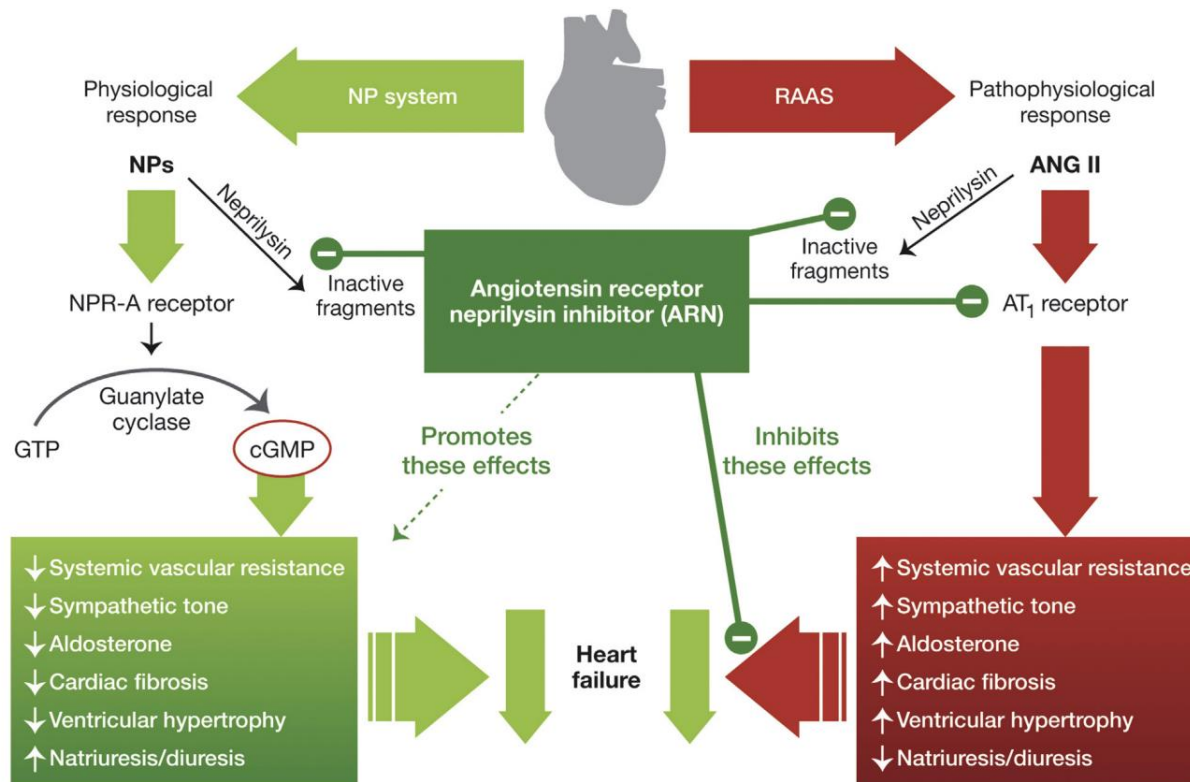 Physiological
response
NP system
RAAS
Pathophysiological
response
NPs
Neprilysin
Inactive
fragments
NPR-A receptor
Guanylate
cyclase
GTP
cGMP
Angiotensin receptor
neprilysin inhibitor (ARN)
ANG II
Neprilysin
Inactive
fragments
AT₁ receptor
Promotes
these effects
Inhibits
these effects
↓ Systemic vascular resistance
↓ Sympathetic tone
↓ Aldosterone
↓ Cardiac fibrosis
↓ Ventricular hypertrophy
↑ Natriuresis/diuresis
Heart
failure
↑ Systemic vascular resistance
↑ Sympathetic tone
↑ Aldosterone
↑ Cardiac fibrosis
↑ Ventricular hypertrophy
↓ Natriuresis/diuresis